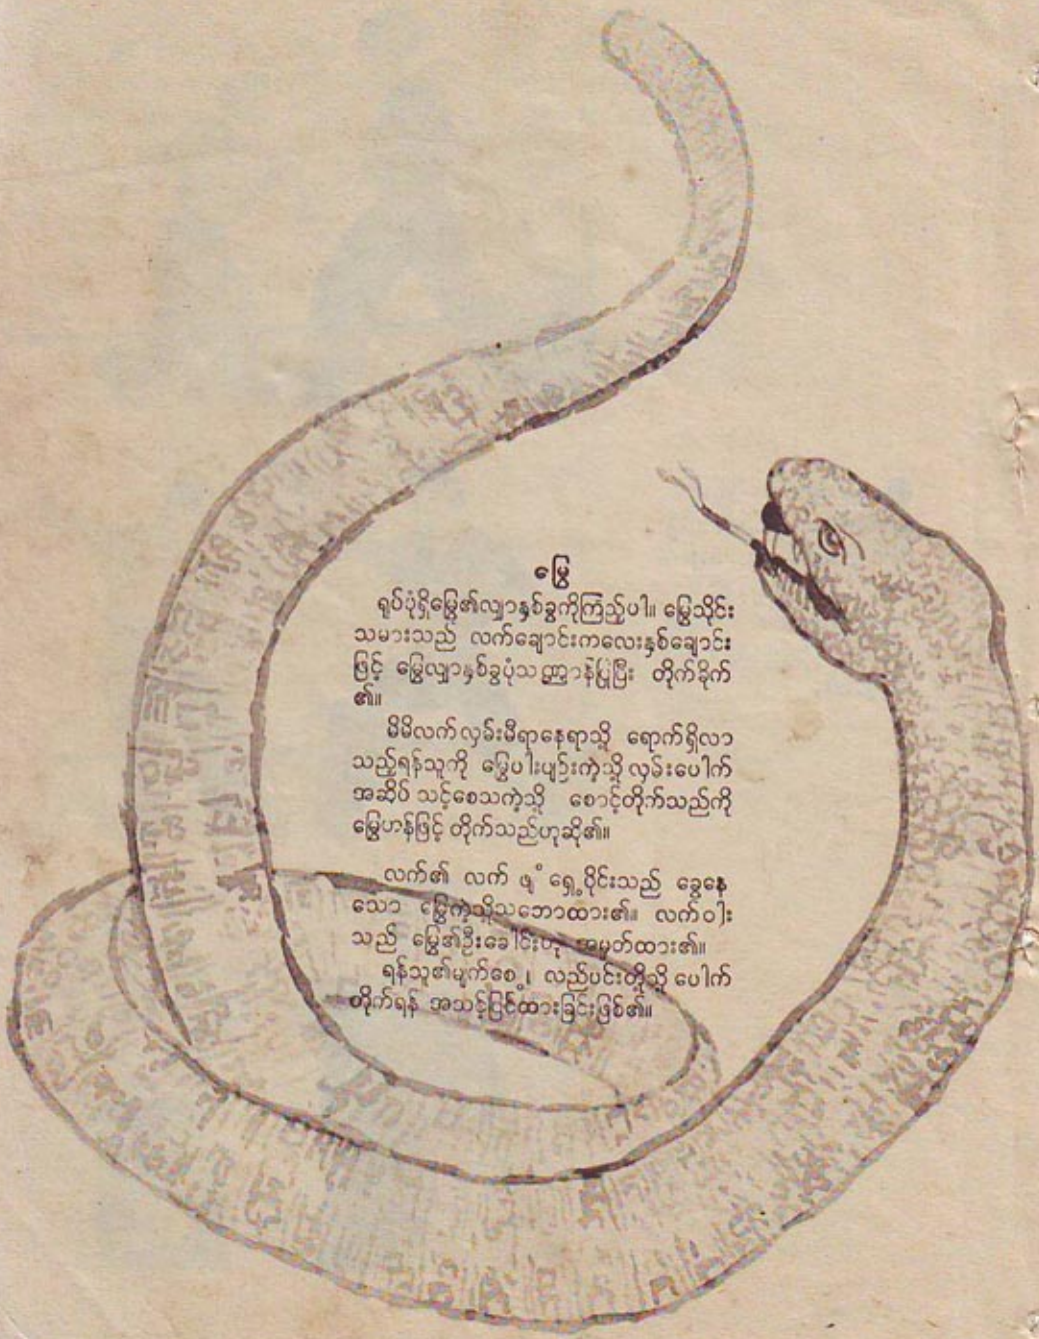 မြွေ
ရုပ်ပုံရှိမြွေ၏လျှာနှစ်ခွကိုကြည့်ပါ။ မြွေသိုင်း
သမားသည် လက်ချောင်းကလေးနှစ်ချောင်း
ဖြင့် မြွေလျှာနှစ်ခွပုံသဏ္ဌာန်ပြုပြီး တိုက်ခိုက်
၏။
မိမိလက်လှမ်းမီရာနေရာသို့ ရောက်ရှိလာ
သည့်ရန်သူကို မြွေပါးပျဉ်းကဲ့သို့ လှမ်းပေါက်
အဆိပ် သင့်စေသကဲ့သို့ စောင့်တိုက်သည်ကို
မြွေဟန်ဖြင့် တိုက်သည်ဟုဆို၏။
လက်၏ လက် ဖျံ ရှေ့ပိုင်းသည် ခွေနေ
သော မြွေကဲ့သို့သဘောထား၏။ လက်ဝါး
သည် မြွေ၏ဦးခေါင်းဟု အမှတ်ထား၏။
ရန်သူ၏မျက်စေ့၊ လည်ပင်းတို့သို့ ပေါက်
တိုက်ရန် အသင့်ပြင်ထားခြင်းဖြစ်၏။